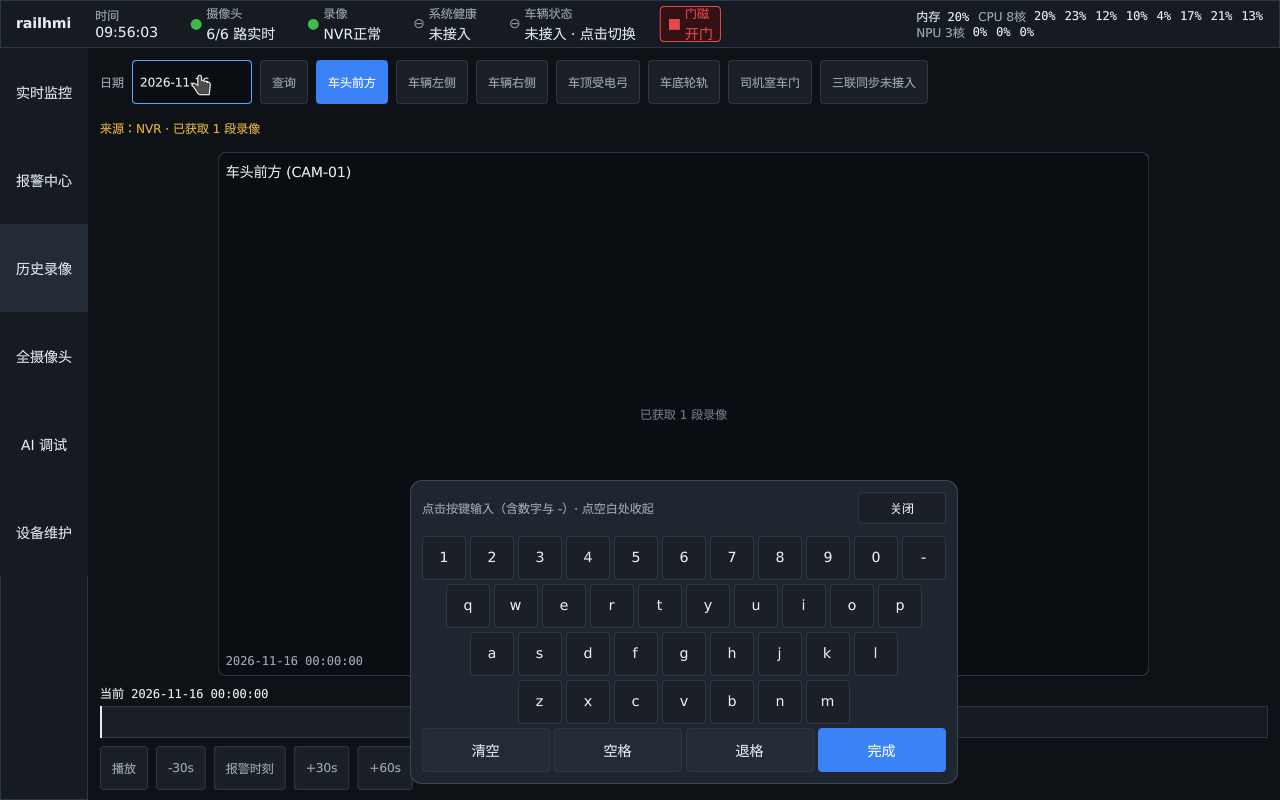 railhmi
时间
09:56:03
摄像头
6/6 路实时
录像
NVR正常
系统健康
未接入
车辆状态
未接入 · 点击切换
门磁
开门
内存 20% CPU 8核 20% 23% 12% 10% 4% 17% 21% 13%
NPU 3核 0% 0% 0%
实时监控
报警中心
历史录像
全摄像头
AI 调试
设备维护
日期
2026-11-
查询
车头前方
车辆左侧
车辆右侧
车顶受电弓
车底轮轨
司机室车门
三联同步未接入
来源：NVR · 已获取 1 段录像
车头前方 (CAM-01)
已获取 1 段录像
2026-11-16 00:00:00
当前 2026-11-16 00:00:00
播放
-30s
报警时刻
+30s
+60s
点击按键输入（含数字与 -）· 点空白处收起
关闭
1 2 3 4 5 6 7 8 9 0 -
q w e r t y u i o p
a s d f g h j k l
z x c v b n m
清空 空格 退格 完成